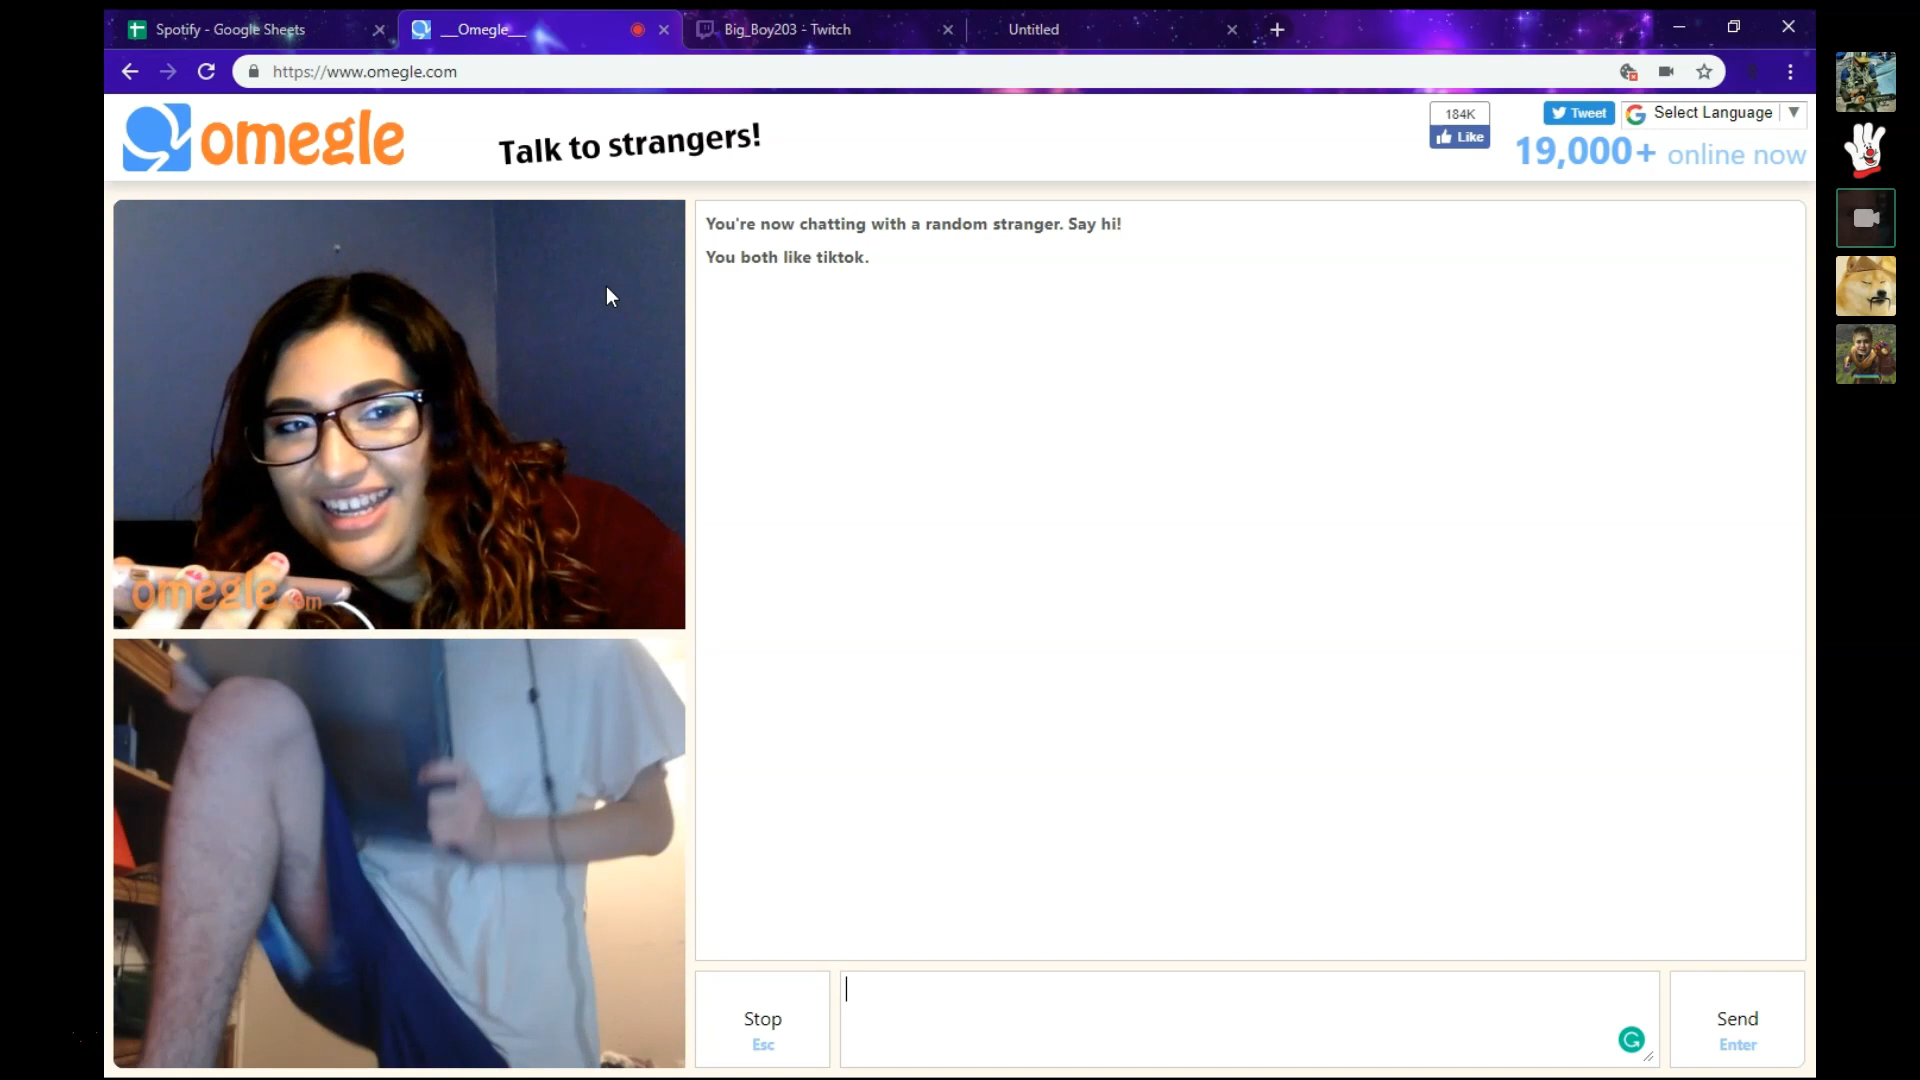 Spotify - Google Sheets
__Omegle__
Big_Boy203 - Twitch
Untitled
https://www.omegle.com
omegle
Talk to strangers!
184K
Like
Tweet
Select Language
19,000+ online now
You're now chatting with a random stranger. Say hi!
You both like tiktok.
omegle.com
Stop
Esc
Send
Enter